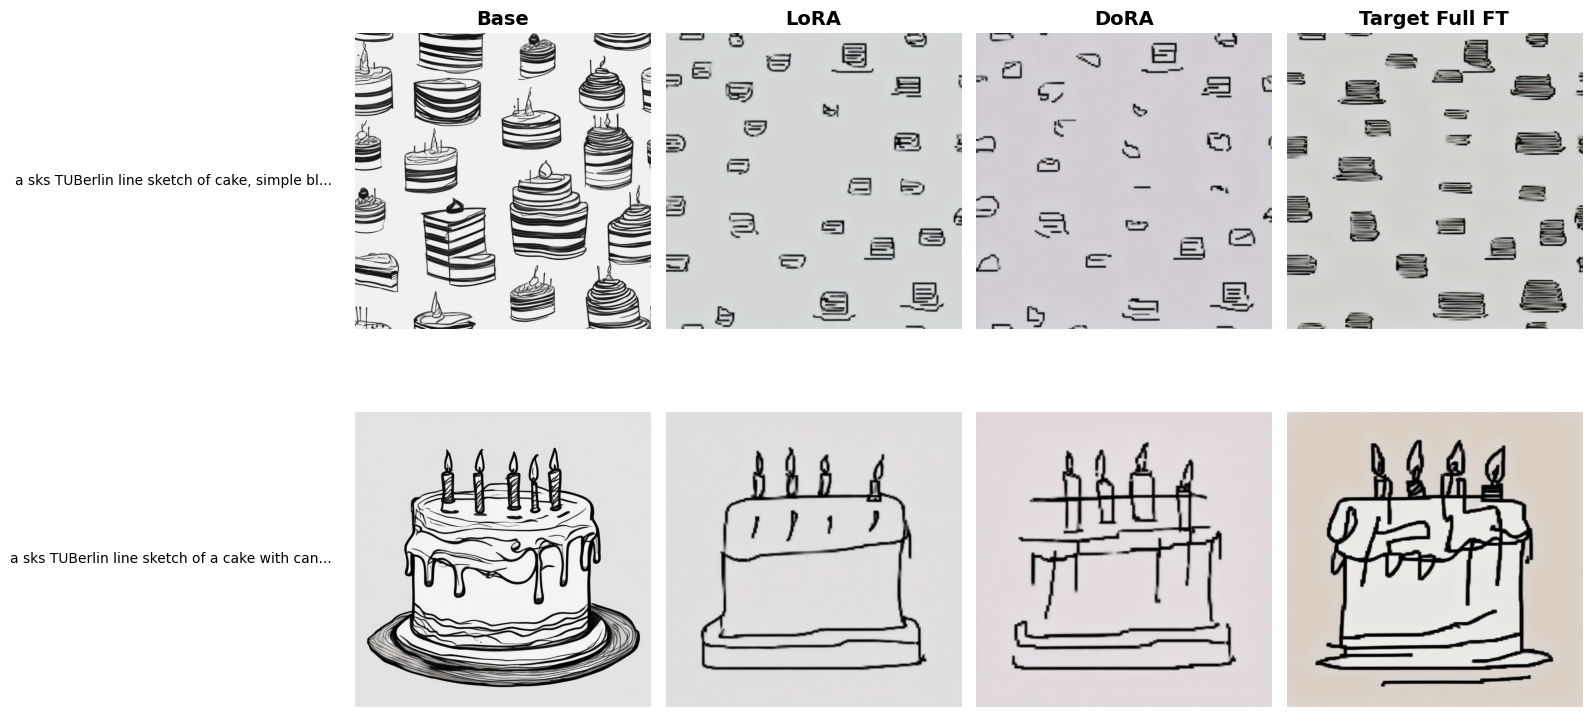 Base LoRA DoRA Target Full FT
a sks TUBerlin line sketch of cake, simple bl...
a sks TUBerlin line sketch of a cake with can...